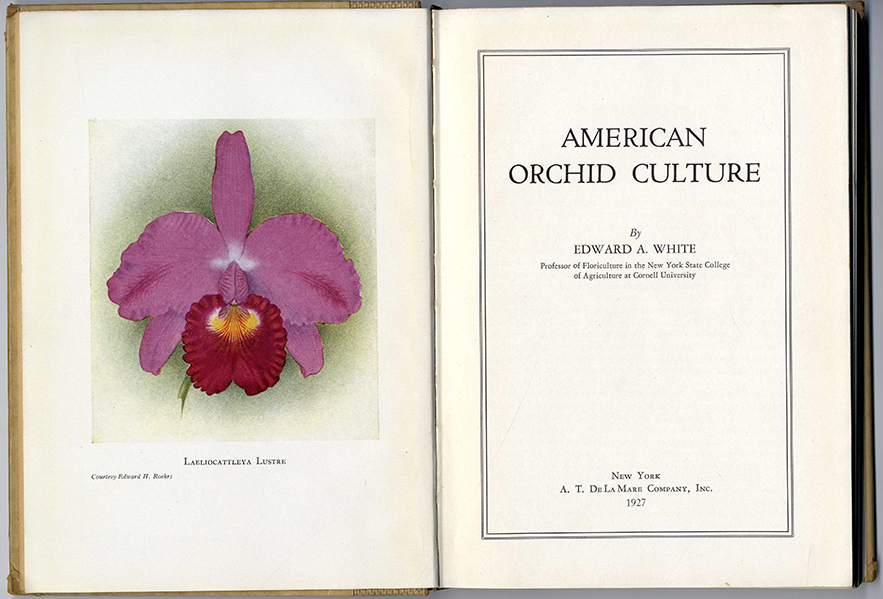 Laeliocattleya Lustre
Courtesy Edward H. Roehrs
AMERICAN
ORCHID CULTURE
By
EDWARD A. WHITE
Professor of Floriculture in the New York State College
of Agriculture at Cornell University
New York
A. T. De La Mare Company, Inc.
1927